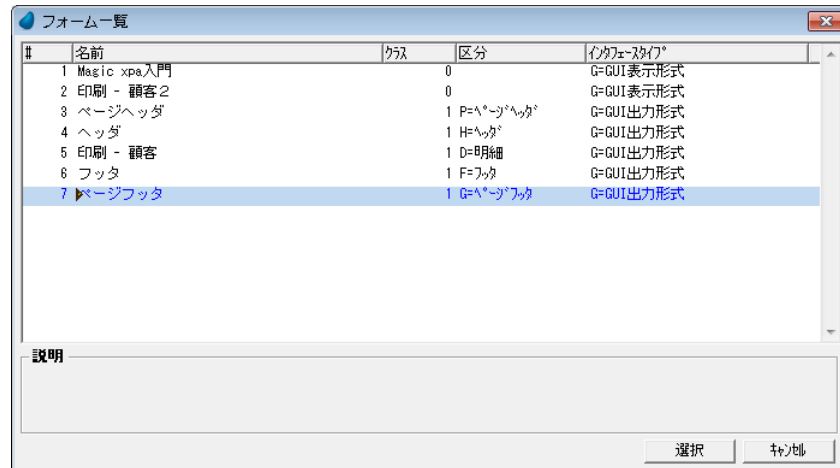 フォーム一覧
# 名前 ｸﾗｽ 区分 ｲﾝﾀﾌｪｰｽﾀｲﾌﾟ
1 Magic xpa入門 0 G=GUI表示形式
2 印刷 - 顧客２ 0 G=GUI表示形式
3 ページヘッダ 1 P=ﾍﾟｰｼﾞﾍｯﾀﾞ G=GUI出力形式
4 ヘッダ 1 H=ﾍｯﾀﾞ G=GUI出力形式
5 印刷 - 顧客 1 D=明細 G=GUI出力形式
6 フッタ 1 F=ﾌｯﾀ G=GUI出力形式
7 ページフッタ 1 G=ﾍﾟｰｼﾞﾌｯﾀ G=GUI出力形式
説明
選択 ｷｬﾝｾﾙ